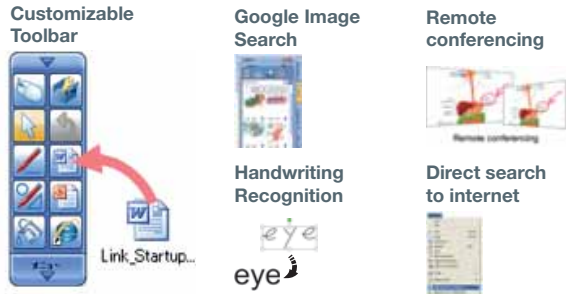 Customizable
Toolbar
Link_Startup...
Google Image
Search
Handwriting
Recognition
eye
eye
Remote
conferencing
Remote conferencing
Direct search
to internet